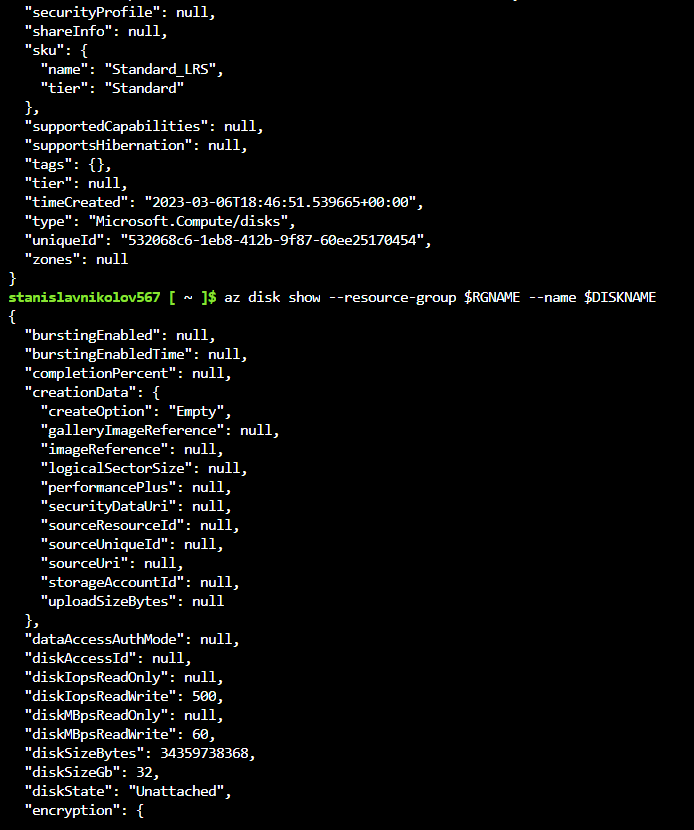 "securityProfile": null,
"shareInfo": null,
"sku": {
"name": "Standard_LRS",
"tier": "Standard"
},
"supportedCapabilities": null,
"supportsHibernation": null,
"tags": {},
"tier": null,
"timeCreated": "2023-03-06T18:46:51.539665+00:00",
"type": "Microsoft.Compute/disks",
"uniqueId": "532068c6-1eb8-412b-9f87-60ee25170454",
"zones": null
}
stanislavnikolov567 [ ~ ]$ az disk show --resource-group $RGNAME --name $DISKNAME
{
"burstingEnabled": null,
"burstingEnabledTime": null,
"completionPercent": null,
"creationData": {
"createOption": "Empty",
"galleryImageReference": null,
"imageReference": null,
"logicalSectorSize": null,
"performancePlus": null,
"securityDataUri": null,
"sourceResourceId": null,
"sourceUniqueId": null,
"sourceUri": null,
"storageAccountId": null,
"uploadSizeBytes": null
},
"dataAccessAuthMode": null,
"diskAccessId": null,
"diskIopsReadOnly": null,
"diskIopsReadWrite": 500,
"diskMBpsReadOnly": null,
"diskMBpsReadWrite": 60,
"diskSizeBytes": 34359738368,
"diskSizeGb": 32,
"diskState": "Unattached",
"encryption": {